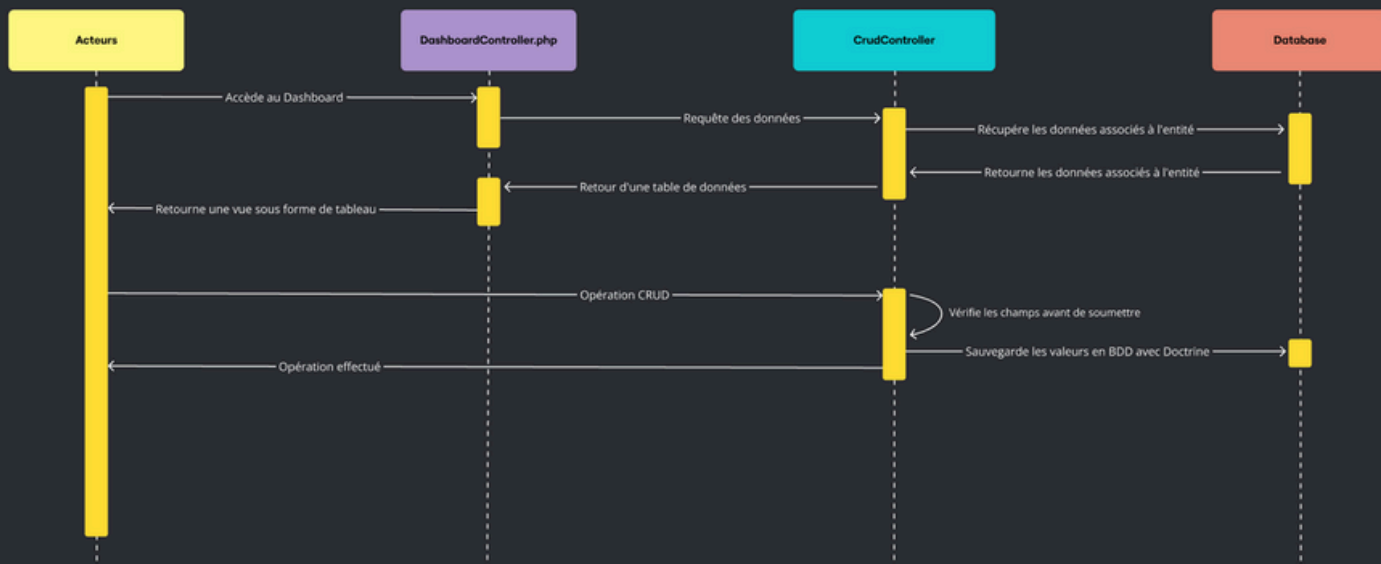 Acteurs
DashboardController.php
CrudController
Database
Accède au Dashboard
Requête des données
Récupére les données associés à l'entité
Retourne les données associés à l'entité
Retour d'une table de données
Retourne une vue sous forme de tableau
Opération CRUD
Vérifie les champs avant de soumettre
Sauvegarde les valeurs en BDD avec Doctrine
Opération effectué